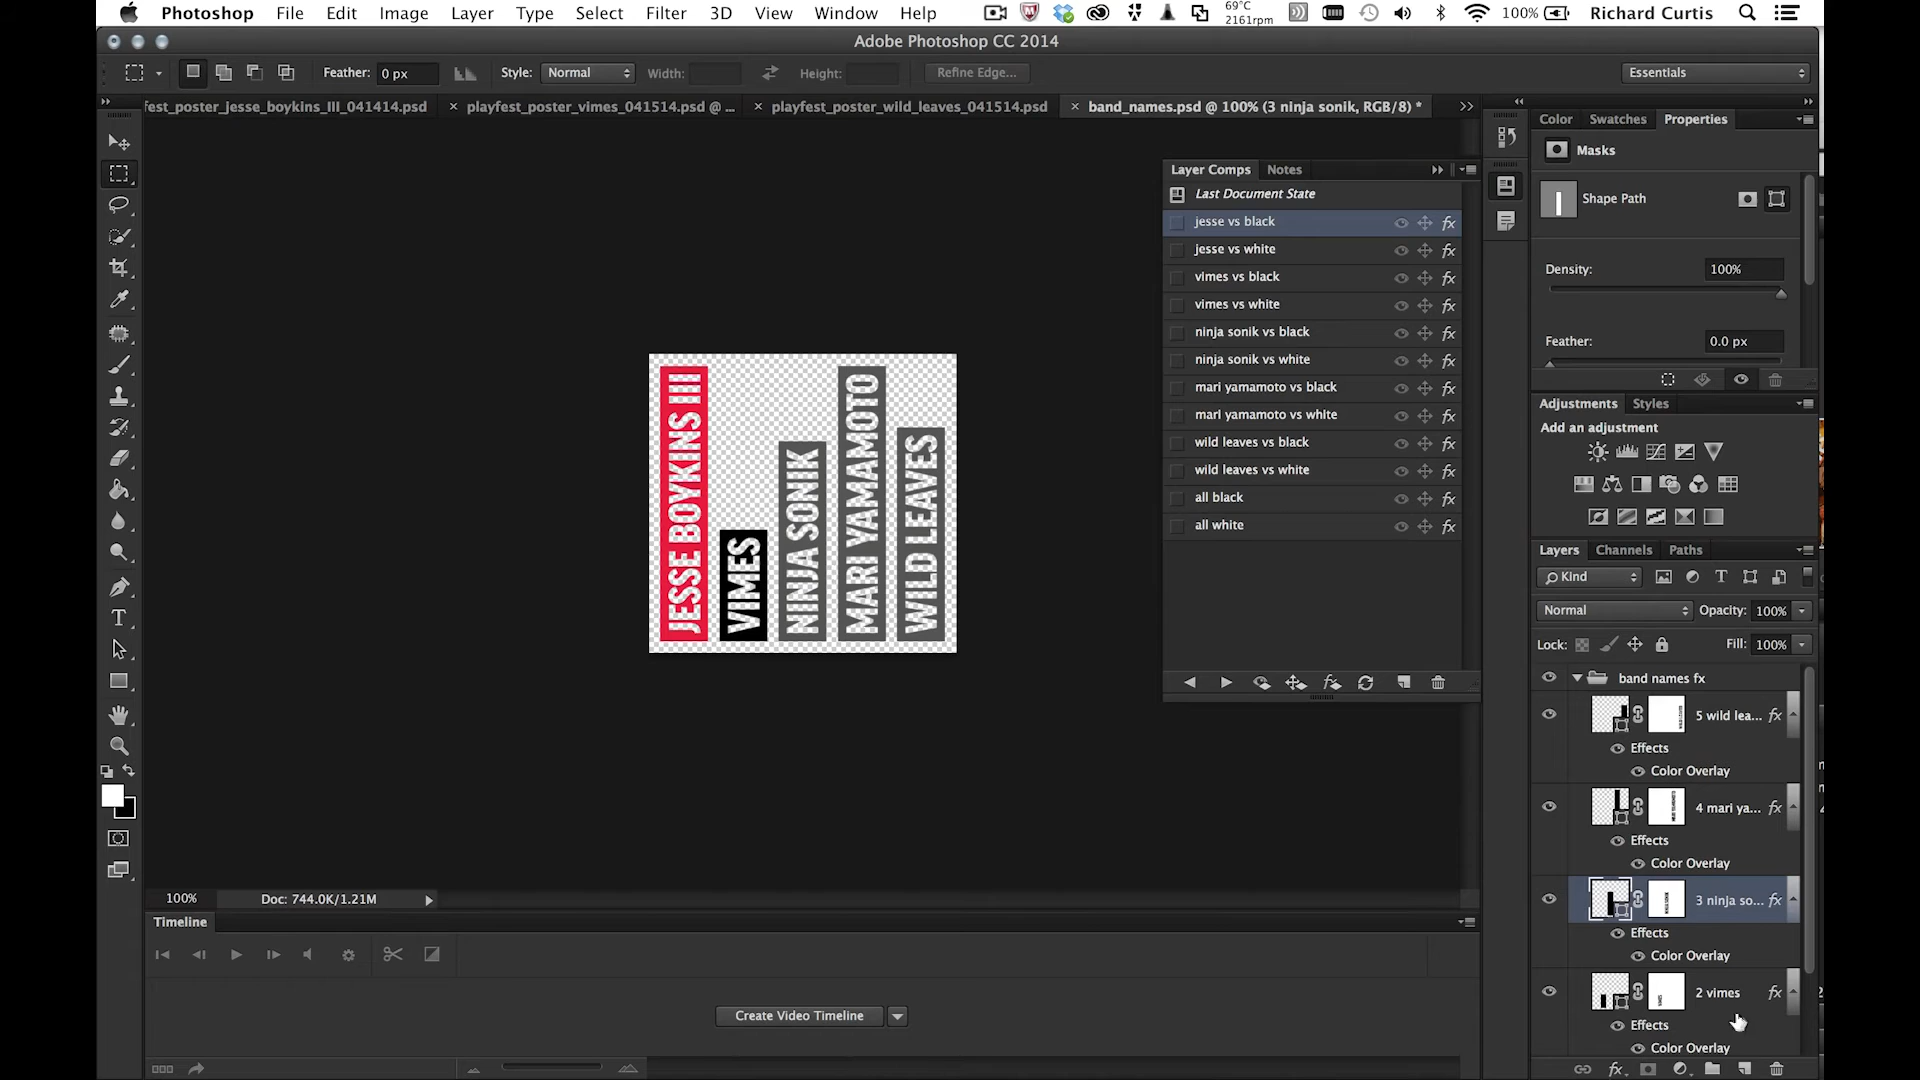 Photoshop File Edit Image Layer Type Select Filter 3D View Window Help 69°C 2161rpm 100% Richard Curtis
Adobe Photoshop CC 2014
Feather: 0 px Style: Normal Width: Height: Refine Edge... Essentials
fest_poster_jesse_boykins_III_041414.psd playfest_poster_vimes_041514.psd @ ... playfest_poster_wild_leaves_041514.psd band_names.psd @ 100% (3 ninja sonik, RGB/8) *
Color Swatches Properties
Masks
Shape Path
Density: 100%
Feather: 0.0 px
Layer Comps Notes
Last Document State
jesse vs black
jesse vs white
vimes vs black
vimes vs white
ninja sonik vs black
ninja sonik vs white
mari yamamoto vs black
mari yamamoto vs white
wild leaves vs black
wild leaves vs white
all black
all white
JESSE BOYKINS III
VIMES
NINJA SONIK
MARI YAMAMOTO
WILD LEAVES
Adjustments Styles
Add an adjustment
Layers Channels Paths
Kind
Normal Opacity: 100%
Lock: Fill: 100%
band names fx
5 wild lea... fx
Effects
Color Overlay
4 mari ya... fx
Effects
Color Overlay
3 ninja so... fx
Effects
Color Overlay
2 vimes fx
Effects
Color Overlay
100% Doc: 744.0K/1.21M
Timeline
Create Video Timeline